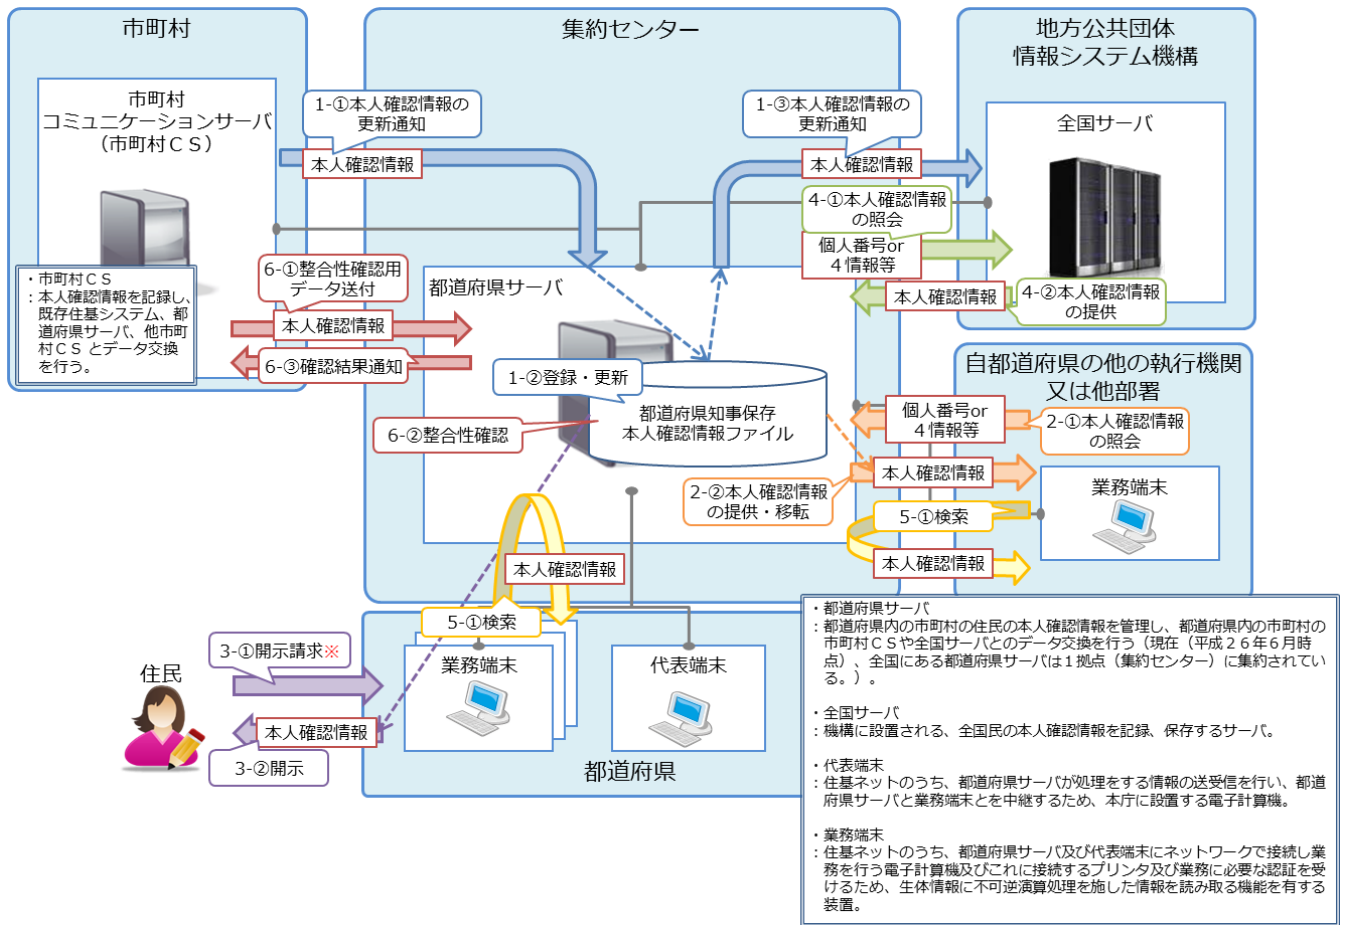 市町村
市町村
コミュニケーションサーバ
（市町村ＣＳ）
・市町村ＣＳ
：本人確認情報を記録し、
既存住基システム、都
道府県サーバ、他市町
村ＣＳ とデータ交換
を行う。
集約センター
1-①本人確認情報の
更新通知
本人確認情報
1-③本人確認情報の
更新通知
本人確認情報
地方公共団体
情報システム機構
全国サーバ
4-①本人確認情報
の照会
個人番号or
４情報等
本人確認情報
4-②本人確認情報
の提供
6-①整合性確認用
データ送付
本人確認情報
6-③確認結果通知
都道府県サーバ
1-②登録・更新
都道府県知事保存
本人確認情報ファイル
6-②整合性確認
自都道府県の他の執行機関
又は他部署
個人番号or
４情報等
2-①本人確認情報
の照会
本人確認情報
2-②本人確認情報
の提供・移転
業務端末
5-①検索
本人確認情報
本人確認情報
5-①検索
業務端末
代表端末
都道府県
住民
3-①開示請求※
本人確認情報
3-②開示
・都道府県サーバ
：都道府県内の市町村の住民の本人確認情報を管理し、都道府県内の市町村の
市町村ＣＳや全国サーバとのデータ交換を行う（現在（平成２６年６月時
点）、全国にある都道府県サーバは１拠点（集約センター）に集約されてい
る。）。
・全国サーバ
：機構に設置される、全国民の本人確認情報を記録、保存するサーバ。
・代表端末
：住基ネットのうち、都道府県サーバが処理をする情報の送受信を行い、都道
府県サーバと業務端末とを中継するため、本庁に設置する電子計算機。
・業務端末
：住基ネットのうち、都道府県サーバ及び代表端末にネットワークで接続し業
務を行う電子計算機及びこれに接続するプリンタ及び業務に必要な認証を受
けるため、生体情報に不可逆演算処理を施した情報を読み取る機能を有する
装置。